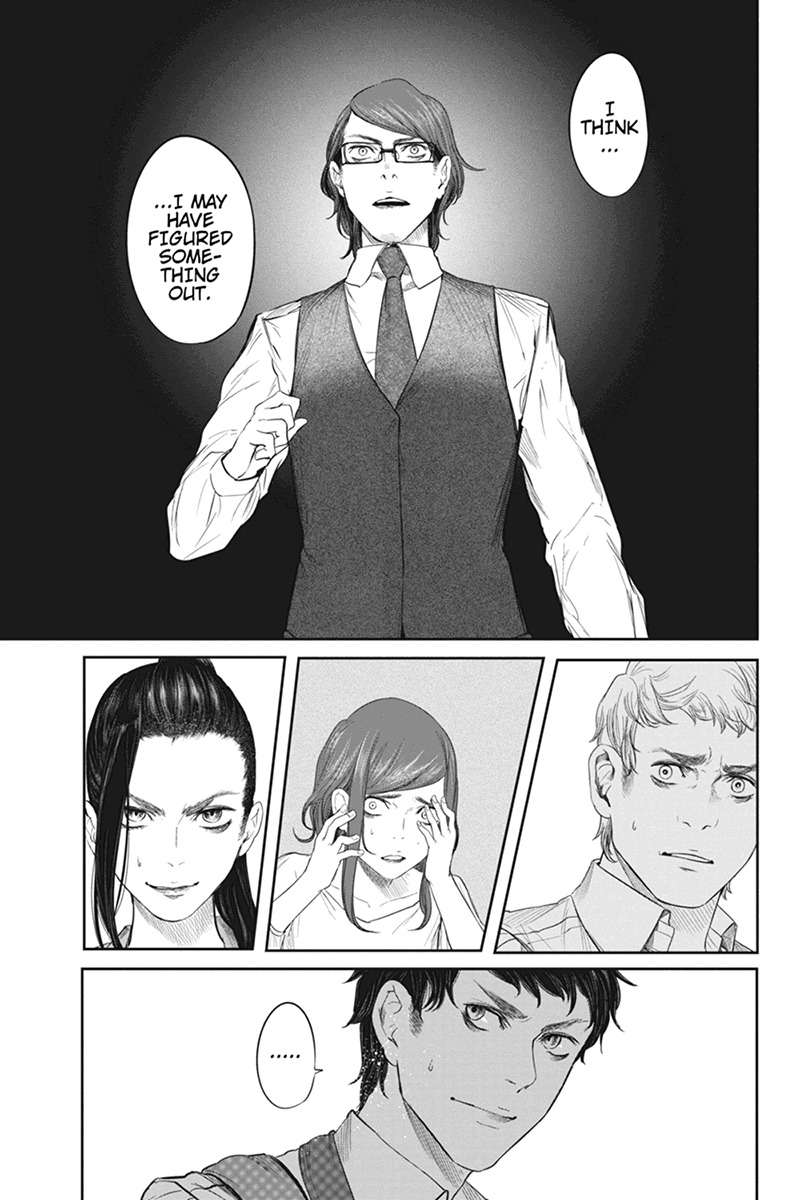 I
THINK
...
...I MAY
HAVE
FIGURED
SOME-
THING
OUT.
.....